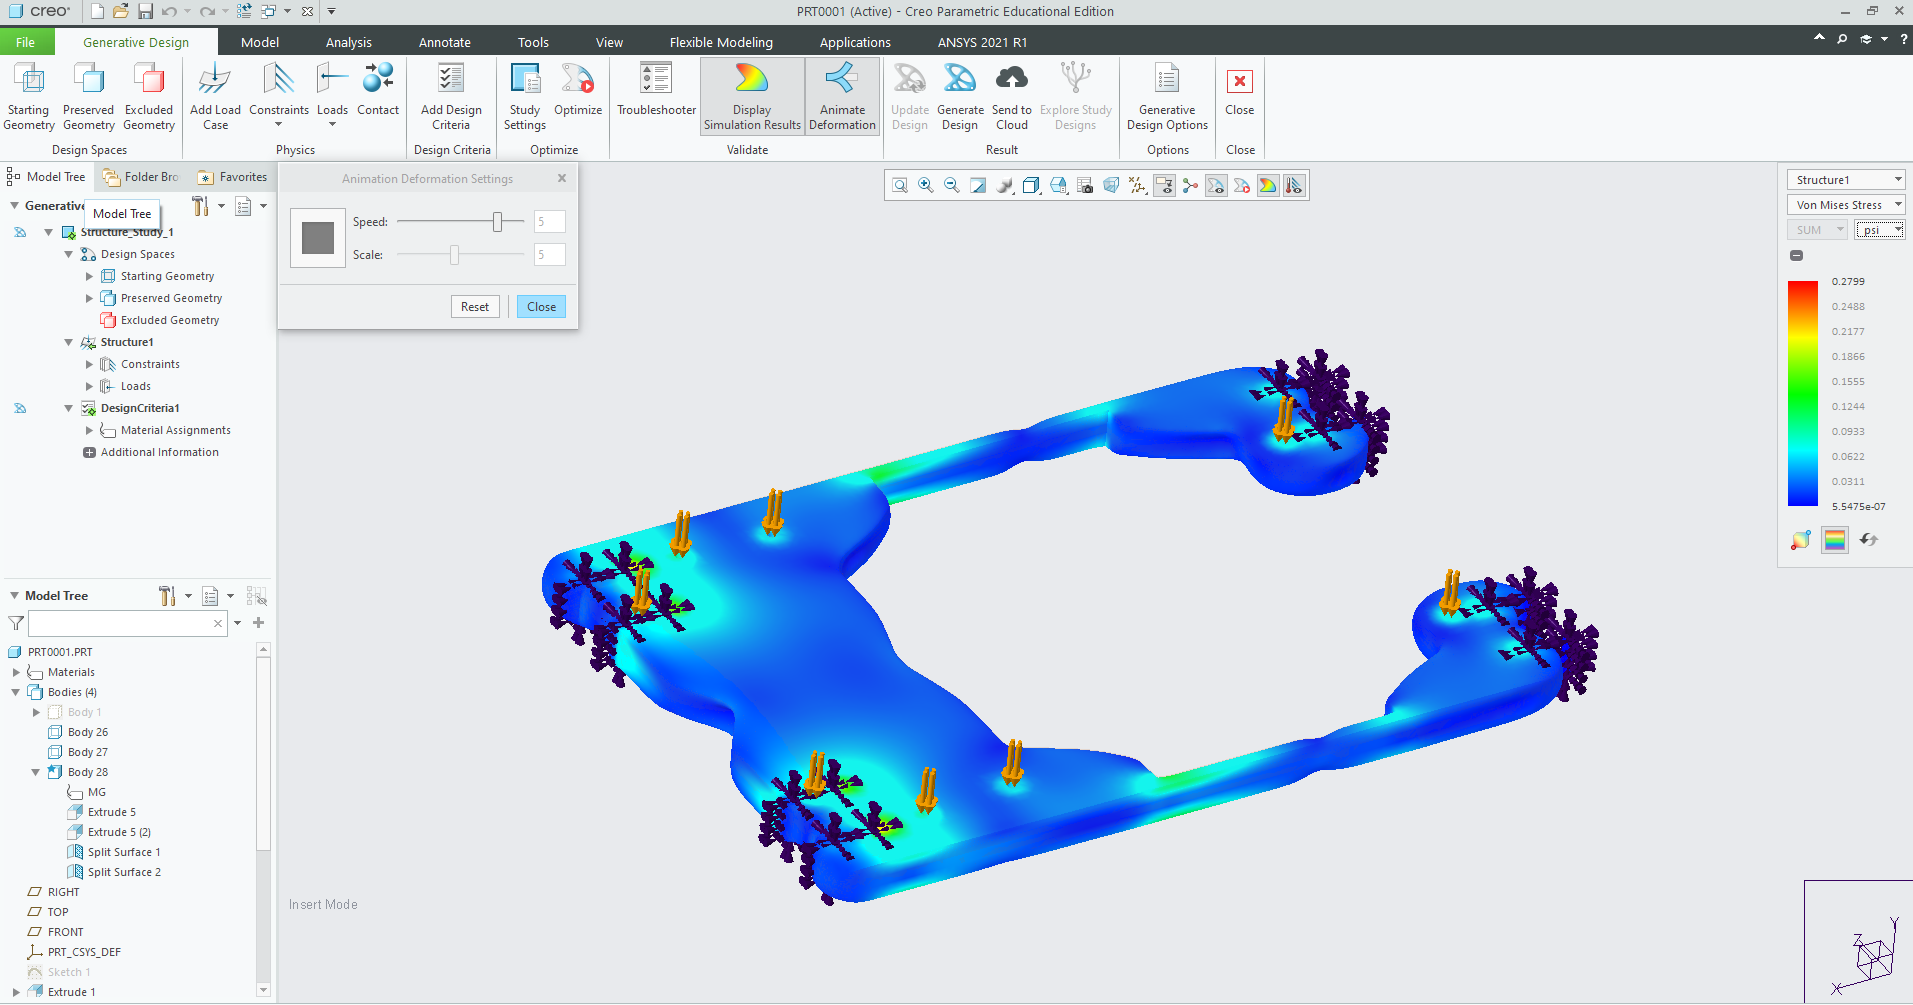 creo
PRT0001 (Active) - Creo Parametric Educational Edition
File
Generative Design
Model
Analysis
Annotate
Tools
View
Flexible Modeling
Applications
ANSYS 2021 R1
?
Starting Geometry
Preserved Geometry
Excluded Geometry
Add Load Case
Constraints
Loads
Contact
Add Design Criteria
Study Settings
Optimize
Troubleshooter
Display Simulation Results
Animate Deformation
Update Design
Generate Design
Send to Cloud
Explore Study Designs
Generative Design Options
Close
Design Spaces
Physics
Design Criteria
Optimize
Validate
Result
Options
Close
Model Tree
Folder Bro
Favorites
Generative
Model Tree
Structure_Study_1
Design Spaces
Starting Geometry
Preserved Geometry
Excluded Geometry
Structure1
Constraints
Loads
DesignCriteria1
Material Assignments
Additional Information
Animation Deformation Settings
Speed:
5
Scale:
5
Reset
Close
Structure1
Von Mises Stress
SUM
psi
0.2799
0.2488
0.2177
0.1866
0.1555
0.1244
0.0933
0.0622
0.0311
5.5475e-07
Model Tree
PRT0001.PRT
Materials
Bodies (4)
Body 1
Body 26
Body 27
Body 28
MG
Extrude 5
Extrude 5 (2)
Split Surface 1
Split Surface 2
RIGHT
TOP
FRONT
PRT_CSYS_DEF
Sketch 1
Extrude 1
Insert Mode
Y
Z
X